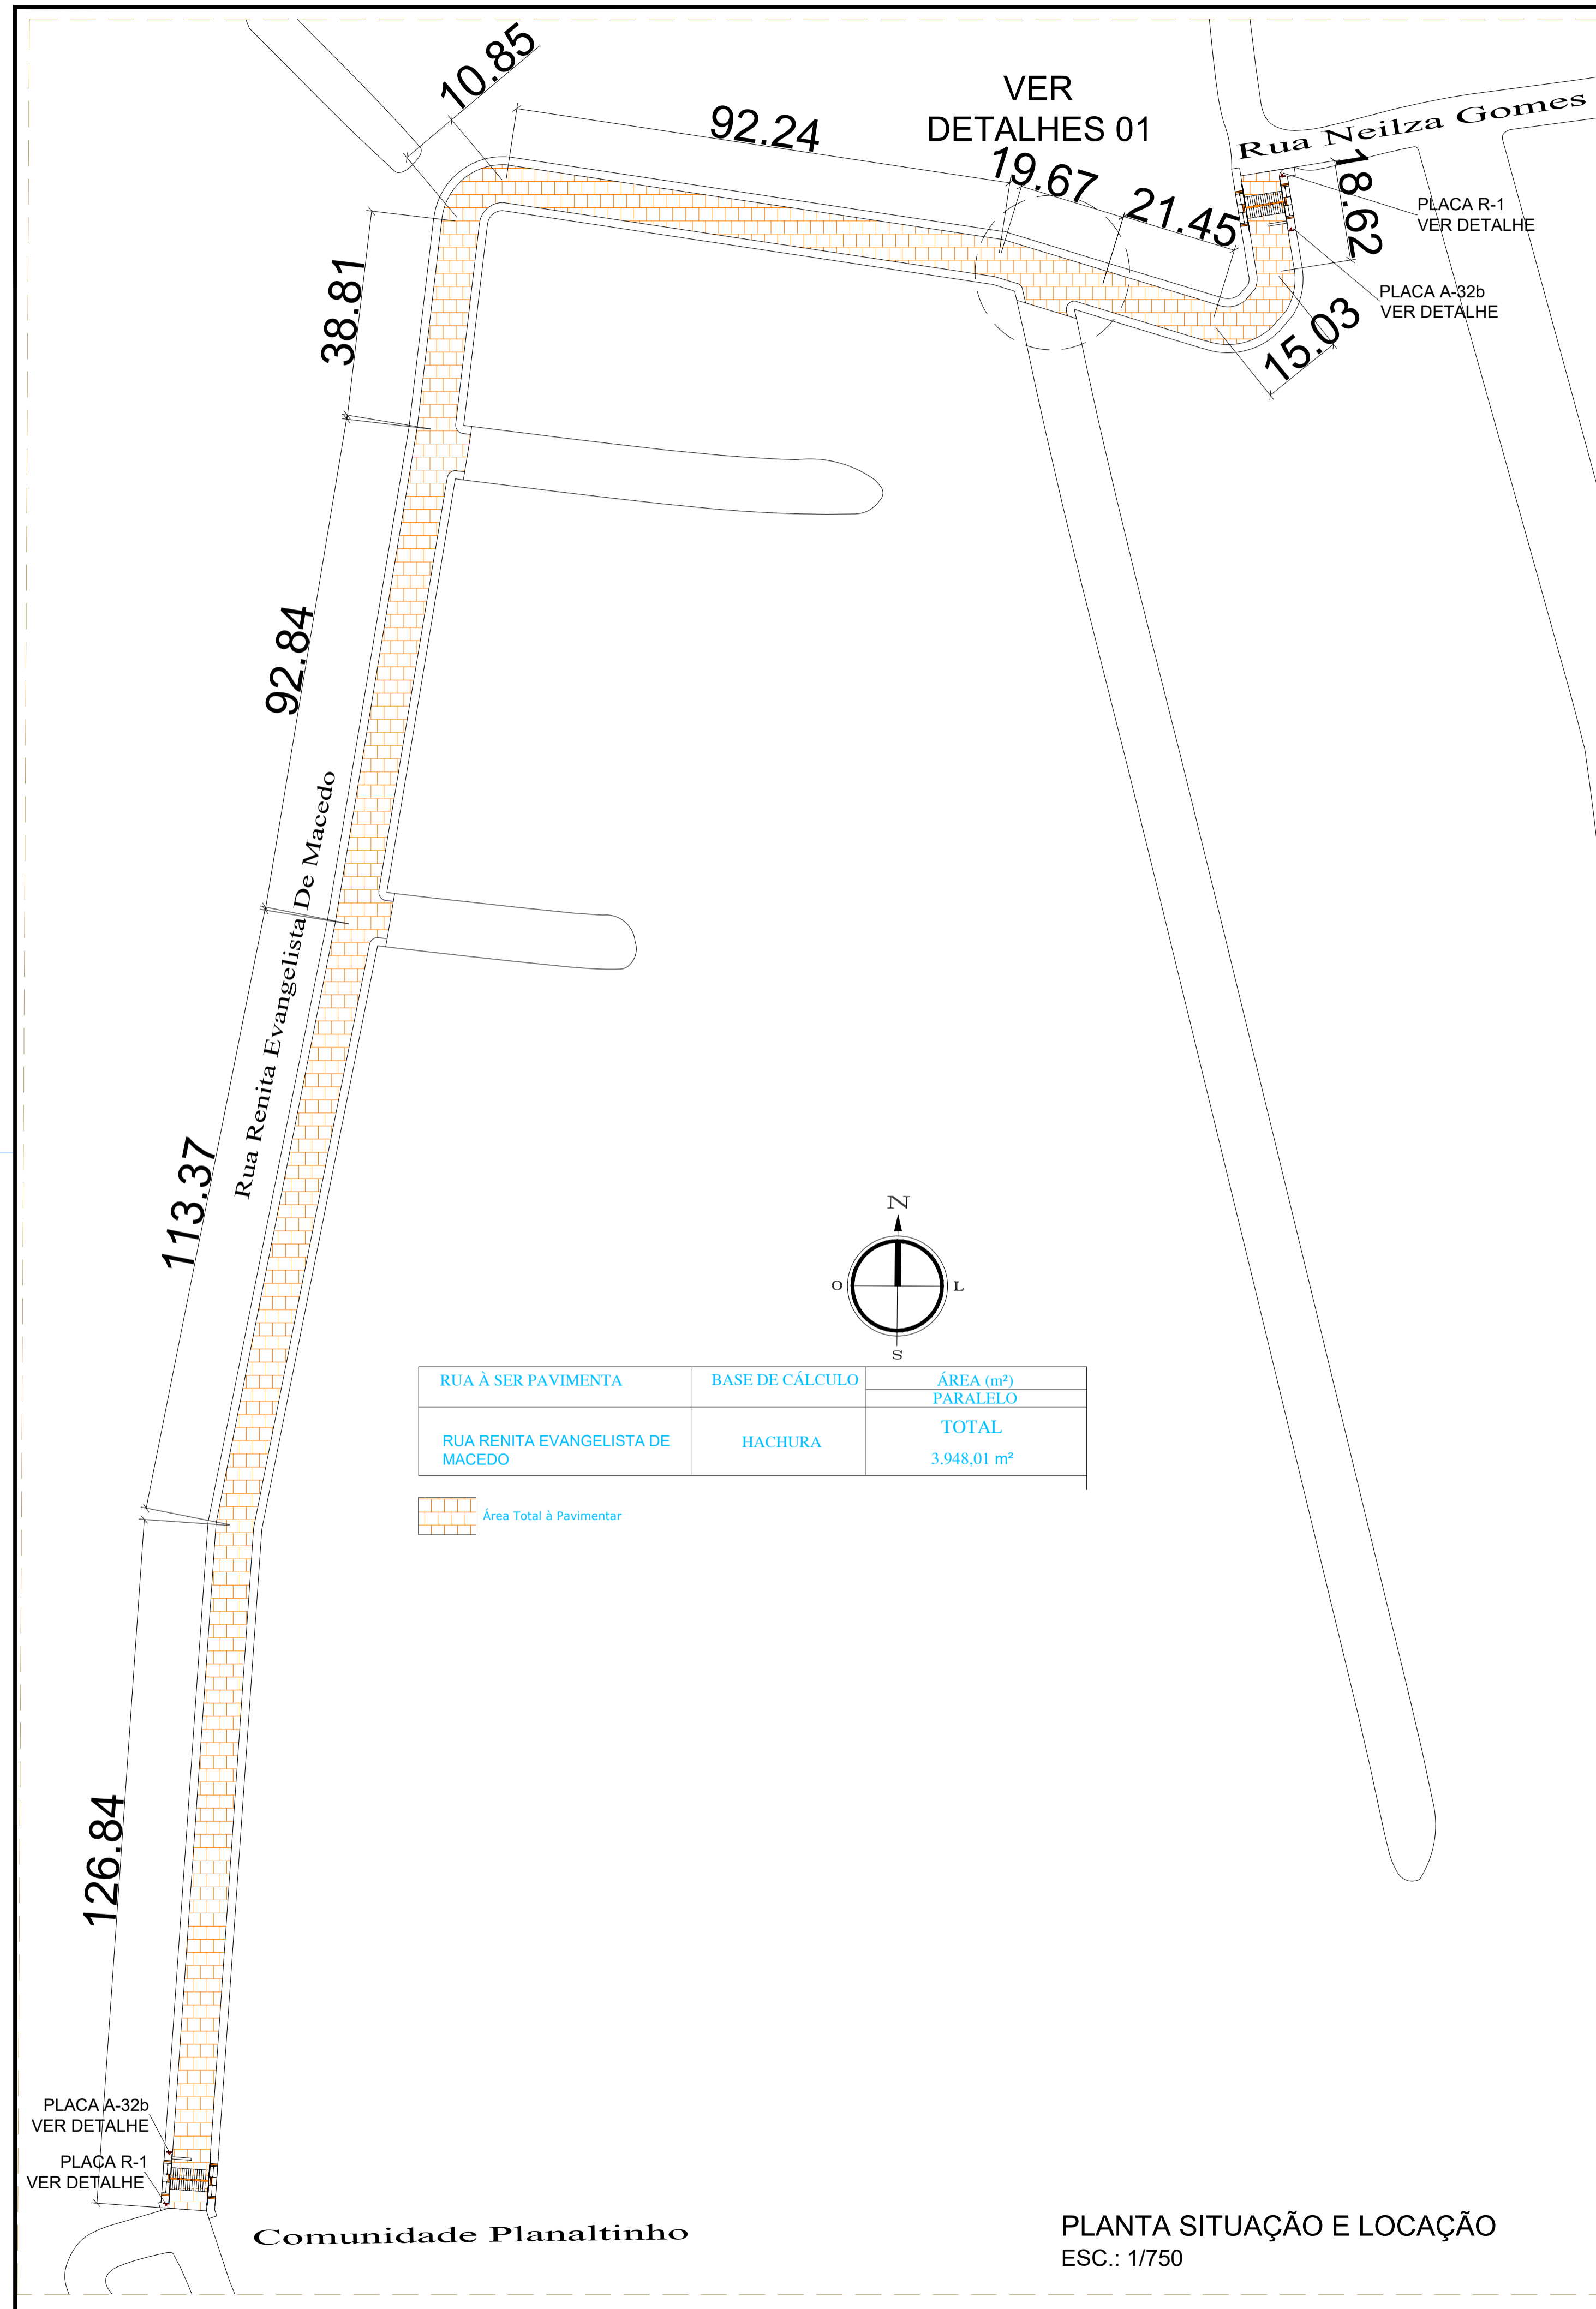 10.85
92.24
VER
DETALHES 01
19.67
21.45
Rua Neilza Gomes
18.62
PLACA R-1
VER DETALHE
PLACA A-32b
VER DETALHE
15.03
38.81
92.84
Rua Renita Evangelista De Macedo
113.37
N
O
L
S
RUA À SER PAVIMENTA
BASE DE CÁLCULO
ÁREA (m²)
PARALELO
RUA RENITA EVANGELISTA DE
MACEDO
HACHURA
TOTAL
3.948,01 m²
Área Total à Pavimentar
126.84
PLACA A-32b
VER DETALHE
PLACA R-1
VER DETALHE
Comunidade Planaltinho
PLANTA SITUAÇÃO E LOCAÇÃO
ESC.: 1/750